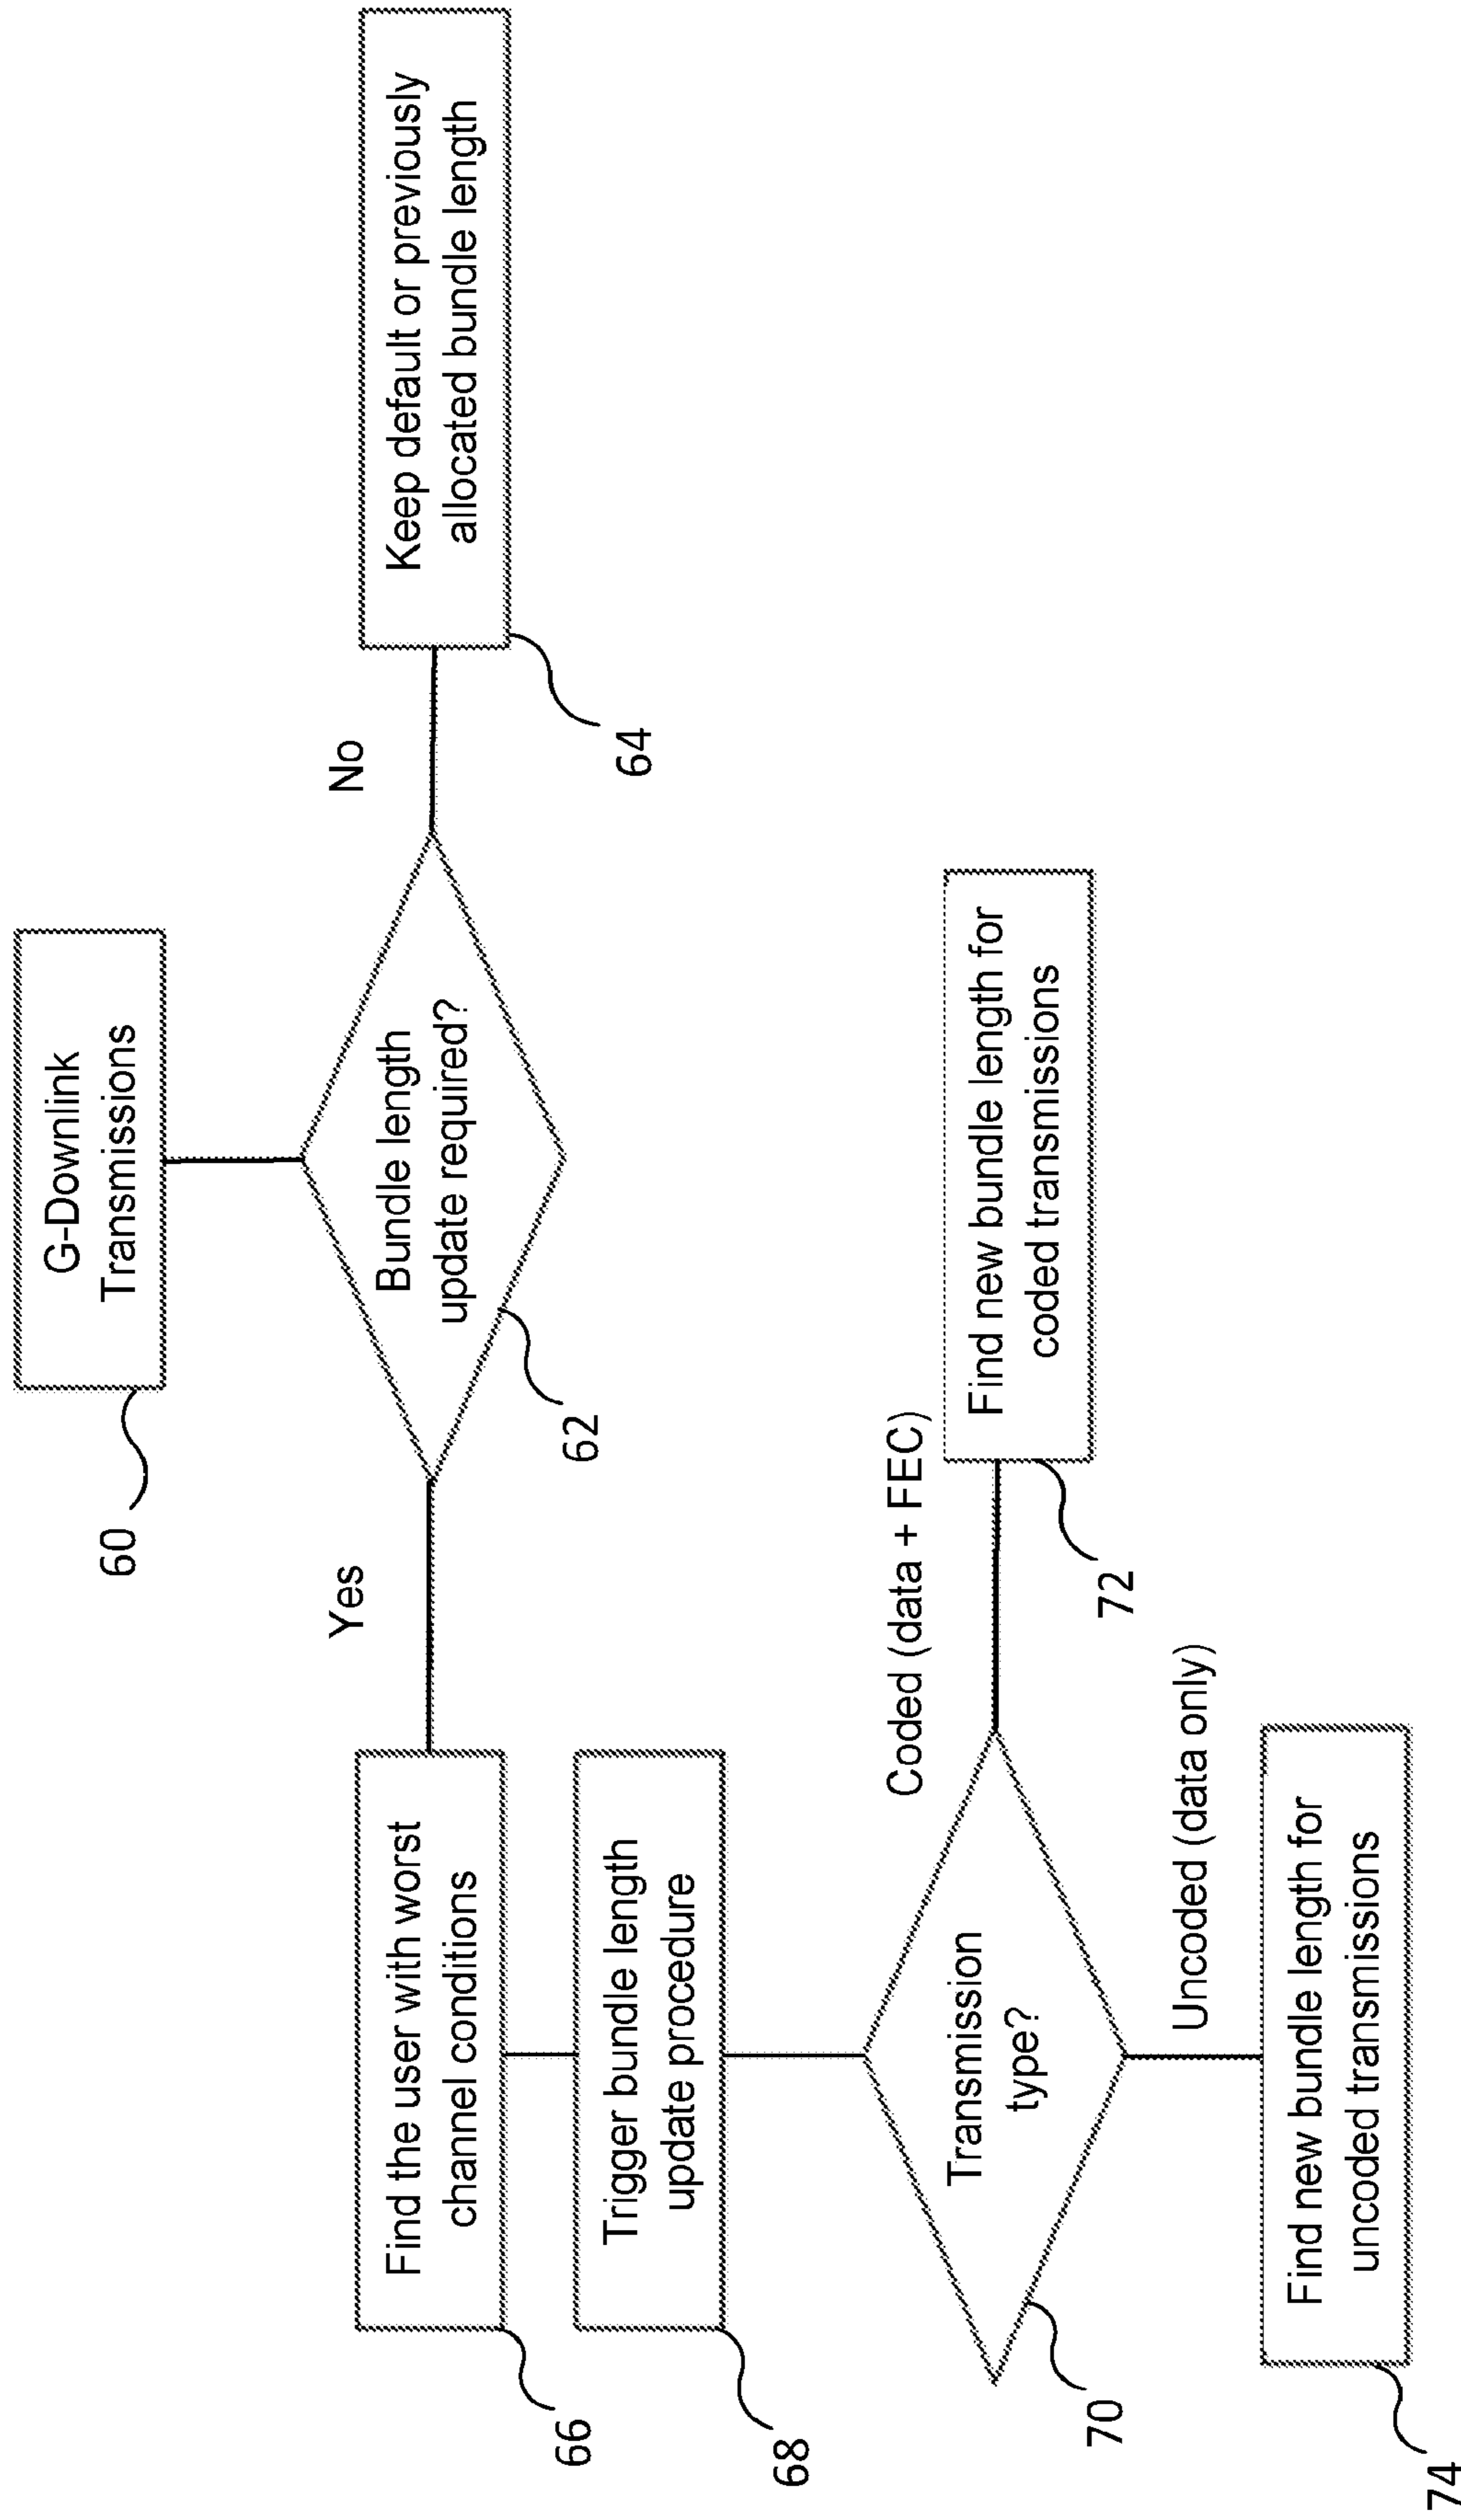 G-Downlink
Transmissions
60
Bundle length
update required?
62
Yes
No
Keep default or previously
allocated bundle length
64
Find the user with worst
channel conditions
66
Trigger bundle length
update procedure
68
Transmission
type?
70
Coded (data + FEC)
Find new bundle length for
coded transmissions
72
Uncoded (data only)
Find new bundle length for
uncoded transmissions
74